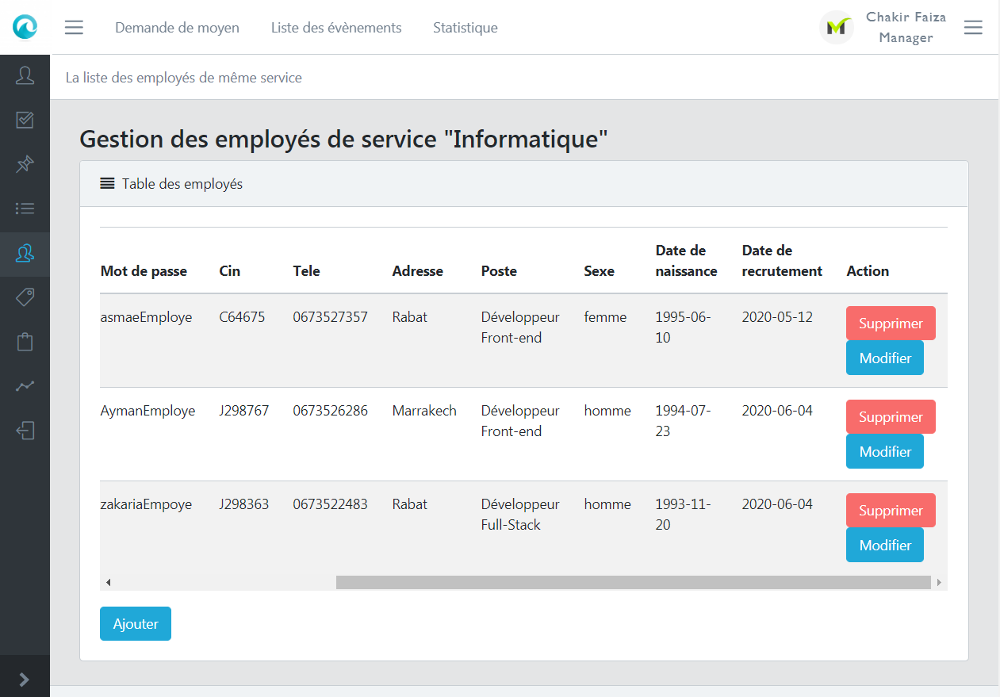 Demande de moyen Liste des évènements Statistique
Chakir Faiza
Manager
La liste des employés de même service
Gestion des employés de service "Informatique"
Table des employés
Mot de passe Cin Tele Adresse Poste Sexe Date de naissance Date de recrutement Action
asmaeEmploye C64675 0673527357 Rabat Développeur Front-end femme 1995-06-10 2020-05-12 Supprimer
Modifier
AymanEmploye J298767 0673526286 Marrakech Développeur Front-end homme 1994-07-23 2020-06-04 Supprimer
Modifier
zakariaEmpoye J298363 0673522483 Rabat Développeur Full-Stack homme 1993-11-20 2020-06-04 Supprimer
Modifier
Ajouter